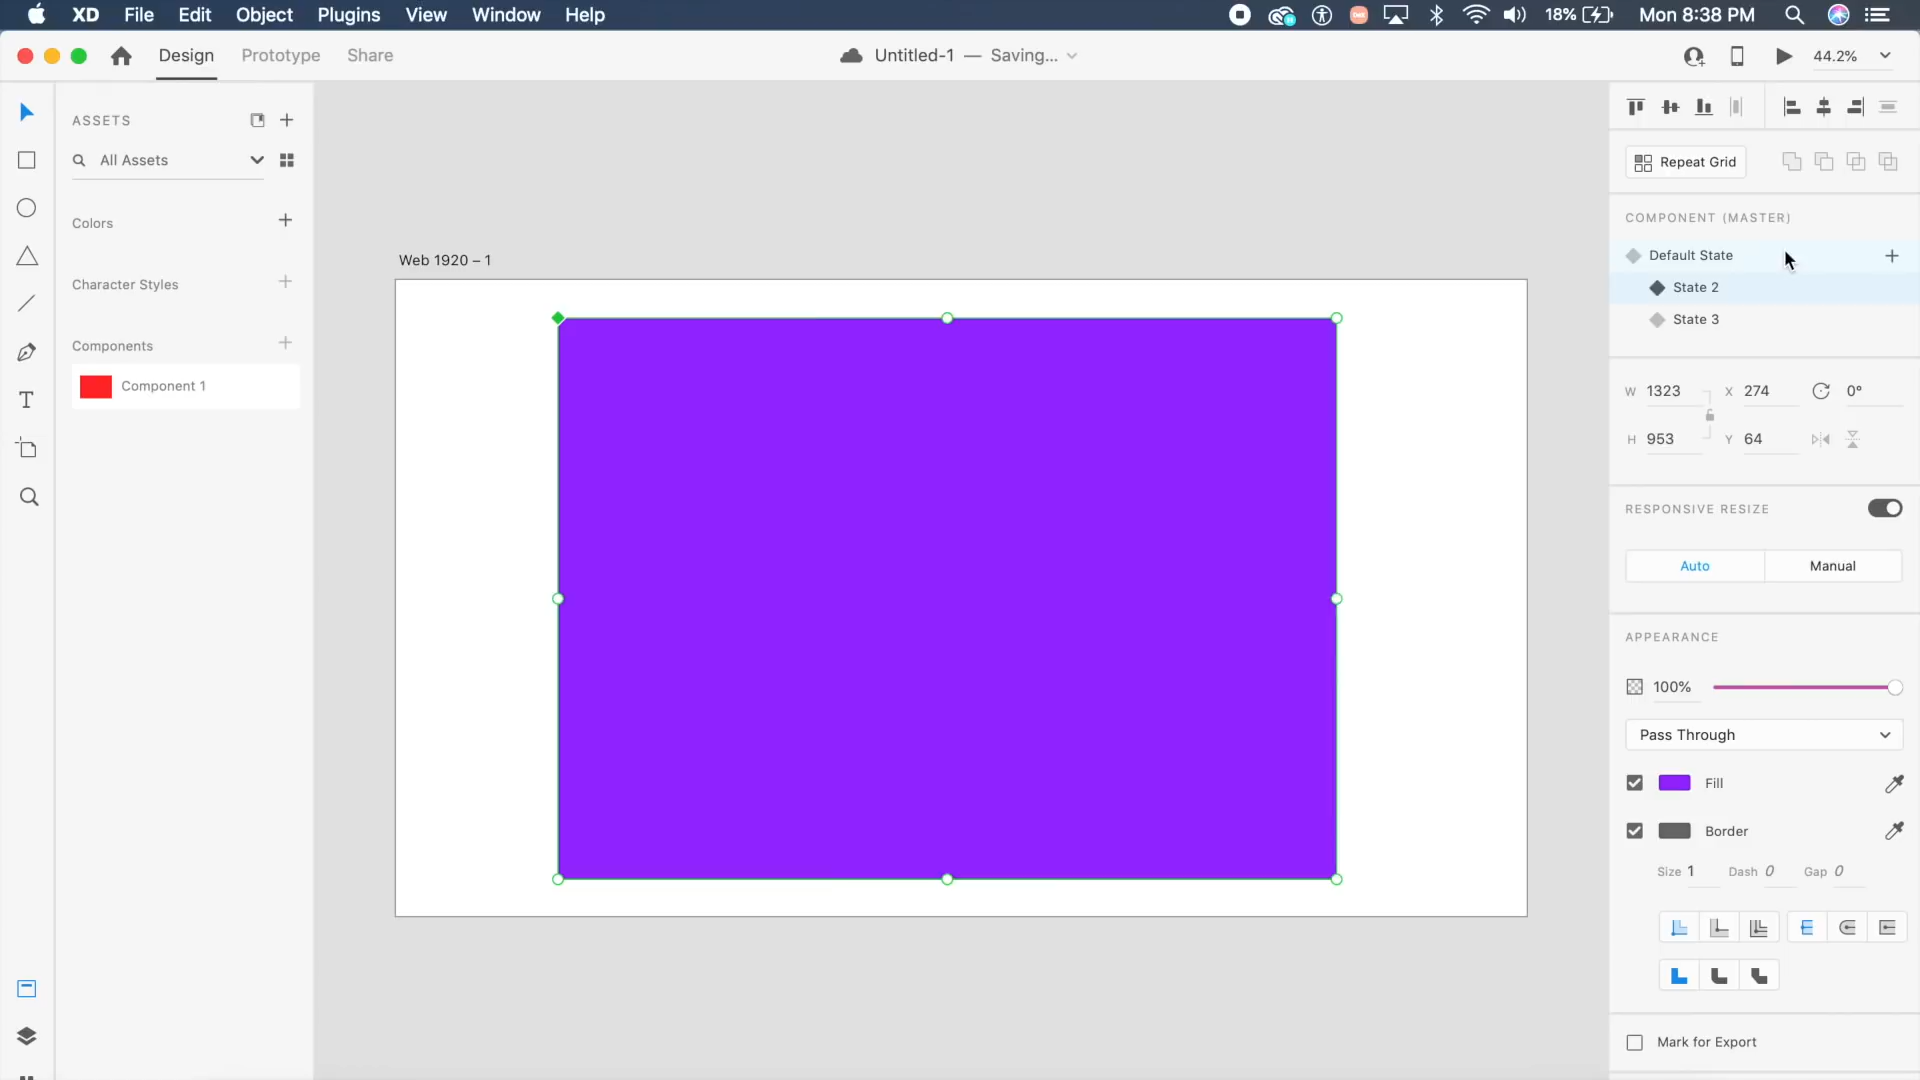 XD File Edit Object Plugins View Window Help 18% Mon 8:38 PM
Design Prototype Share Untitled-1 — Saving... 44.2%
ASSETS
All Assets
Colors
Character Styles
Components
Component 1
Web 1920 – 1
Repeat Grid
COMPONENT (MASTER)
Default State
State 2
State 3
W 1323 X 274 0°
H 953 Y 64
RESPONSIVE RESIZE
Auto Manual
APPEARANCE
100%
Pass Through
Fill
Border
Size 1 Dash 0 Gap 0
Mark for Export